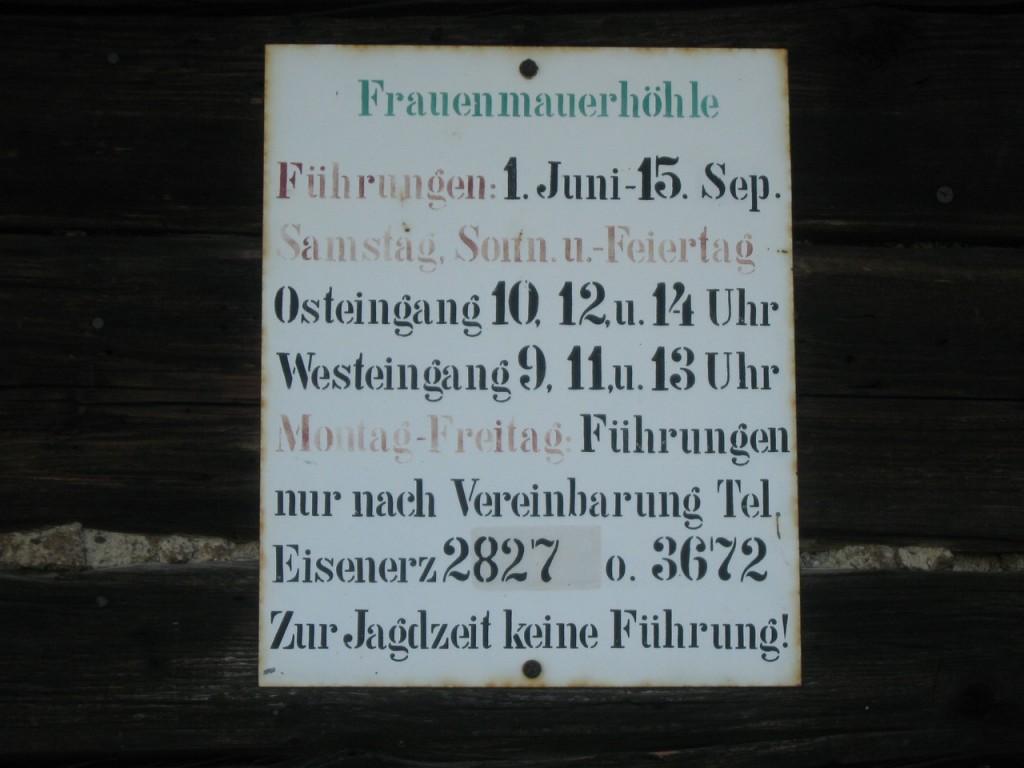 Frauenmauerhöhle
Führungen: 1. Juni-15. Sep.
Samstag, Sonn. u.-Feiertag
Osteingang 10, 12,u. 14 Uhr
Westeingang 9, 11,u. 13 Uhr
Montag-Freitag: Führungen
nur nach Vereinbarung Tel.
Eisenerz 2827 o. 3672
Zur Jagdzeit keine Führung!